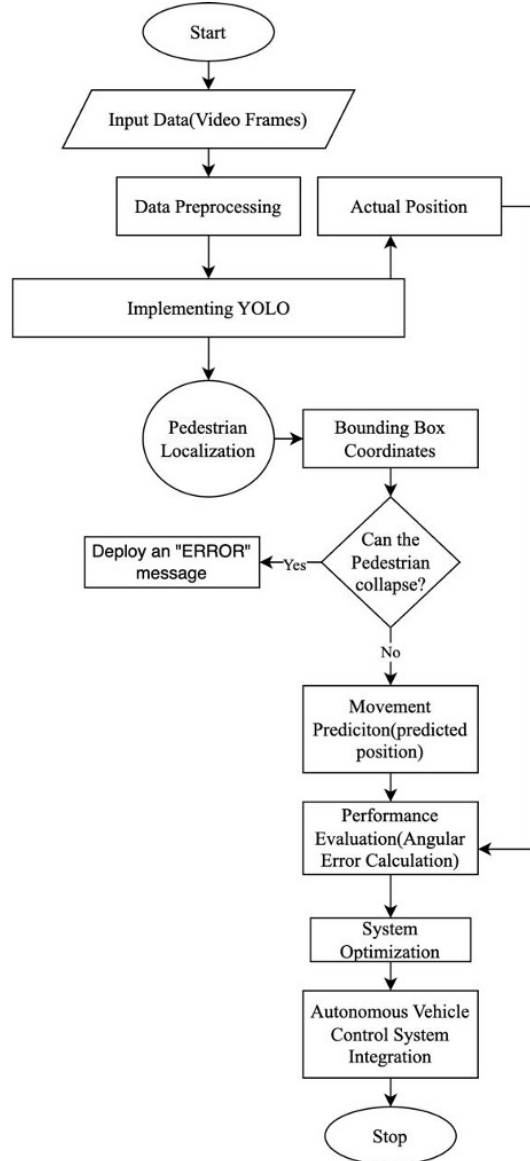 Start
Input Data(Video Frames)
Data Preprocessing
Actual Position
Implementing YOLO
Pedestrian
Localization
Bounding Box
Coordinates
Can the
Pedestrian
collapse?
Yes
Deploy an "ERROR"
message
No
Movement
Prediciton(predicted
position)
Performance
Evaluation(Angular
Error Calculation)
System
Optimization
Autonomous Vehicle
Control System
Integration
Stop